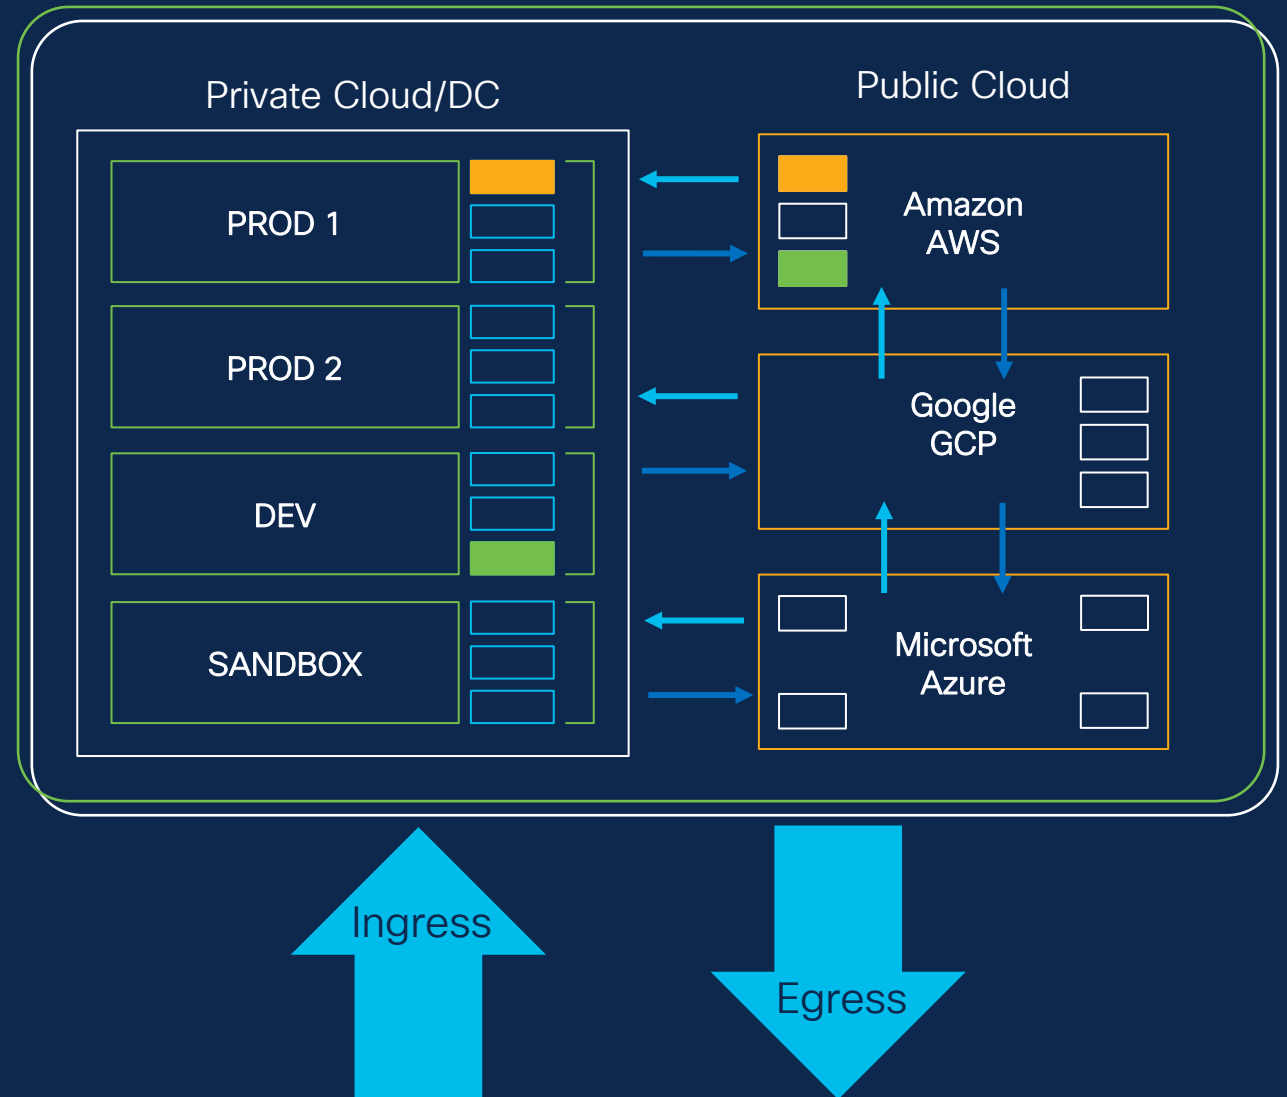 Private Cloud/DC
Public Cloud
PROD 1
PROD 2
DEV
SANDBOX
Amazon
AWS
Google
GCP
Microsoft
Azure
Ingress
Egress